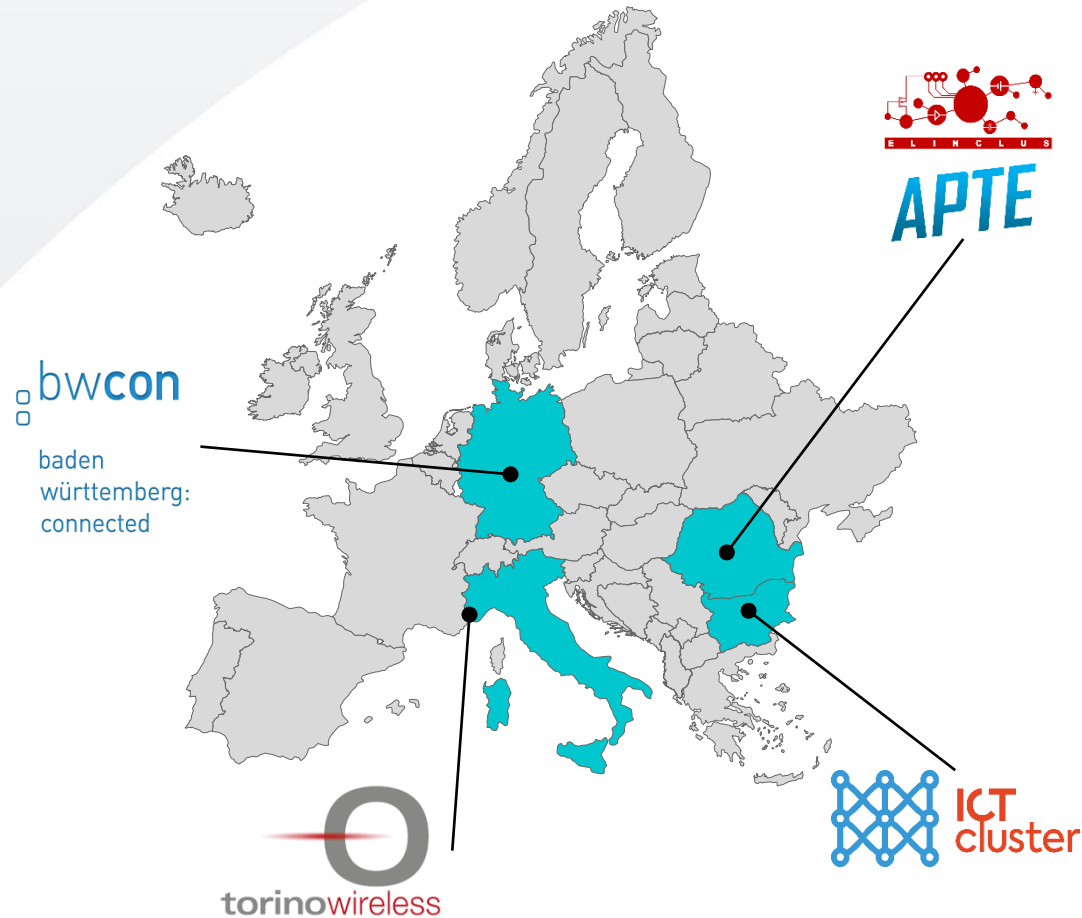 ELINCLUS
APTE
bwcon
baden
württemberg:
connected
ICT
cluster
torinowireless